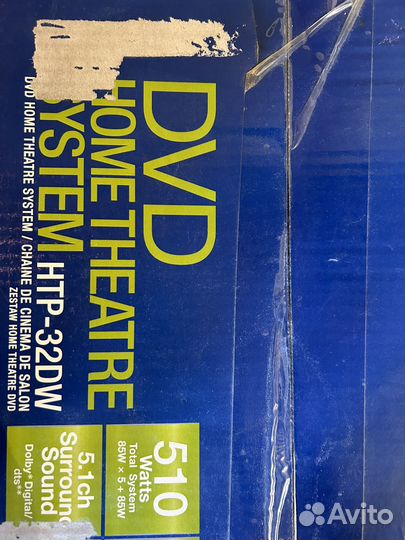 DVD
HOME THEATRE
SYSTEM HTP-32DW
DVD HOME THEATRE SYSTEM / CHAINE DE CINEMA DE SALON
ZESTAW HOME THEATRE DVD
510
Watts
Total System
85W × 5 + 85W
5.1ch
Surround
Sound
Dolby* Digital/
dts**
Avito